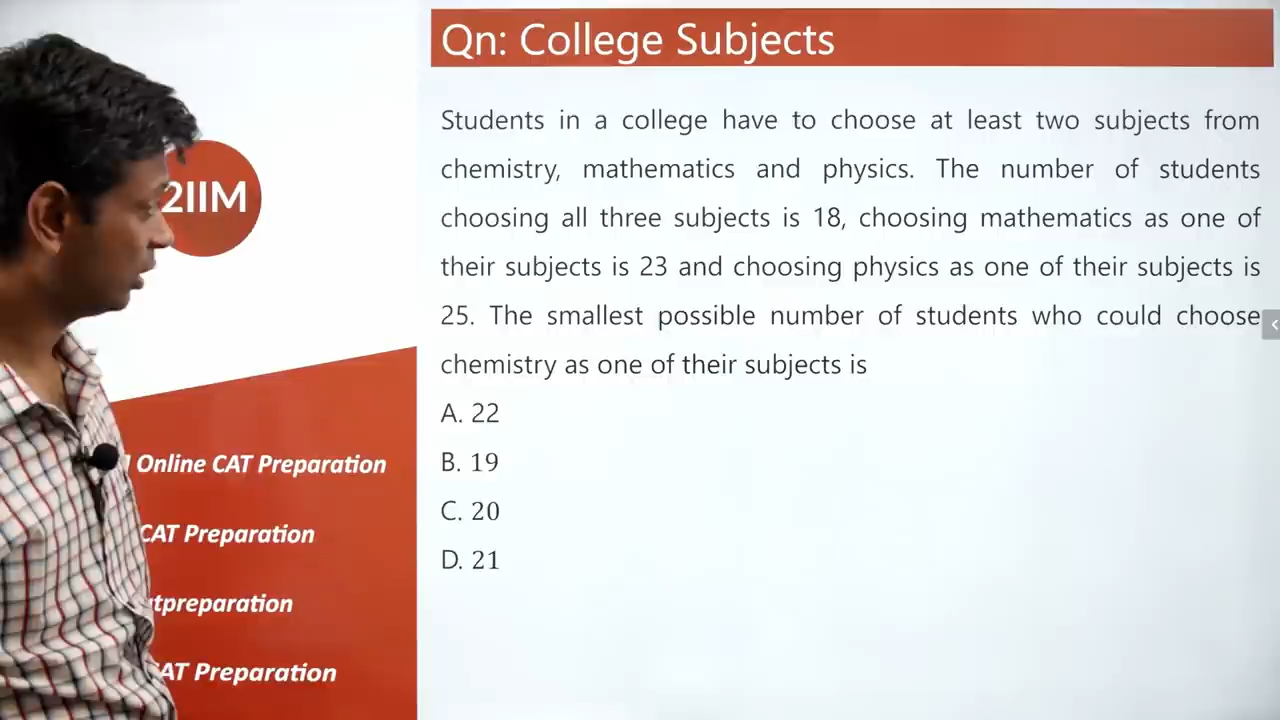 Qn: College Subjects
Students in a college have to choose at least two subjects from
chemistry, mathematics and physics. The number of students
choosing all three subjects is 18, choosing mathematics as one of
their subjects is 23 and choosing physics as one of their subjects is
25. The smallest possible number of students who could choose
chemistry as one of their subjects is
A. 22
B. 19
C. 20
D. 21
2IIM
Online CAT Preparation
CAT Preparation
atpreparation
CAT Preparation